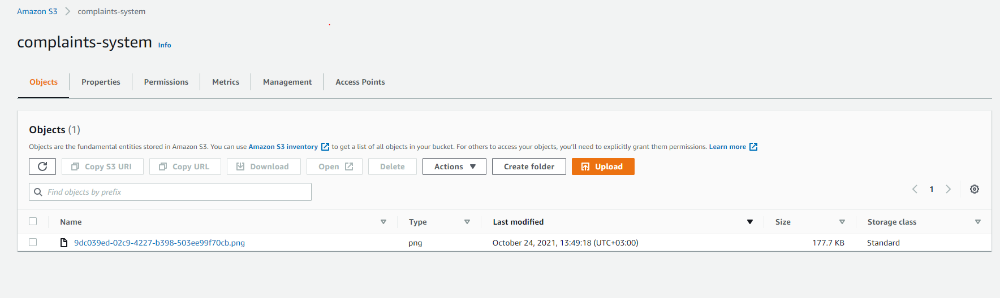 Amazon S3 > complaints-system
complaints-system Info
Objects Properties Permissions Metrics Management Access Points
Objects (1)
Objects are the fundamental entities stored in Amazon S3. You can use Amazon S3 inventory to get a list of all objects in your bucket. For others to access your objects, you'll need to explicitly grant them permissions. Learn more
Copy S3 URI Copy URL Download Open Delete Actions Create folder Upload
Find objects by prefix
1
Name Type Last modified Size Storage class
9dc039ed-02c9-4227-b398-503ee99f70cb.png png October 24, 2021, 13:49:18 (UTC+03:00) 177.7 KB Standard